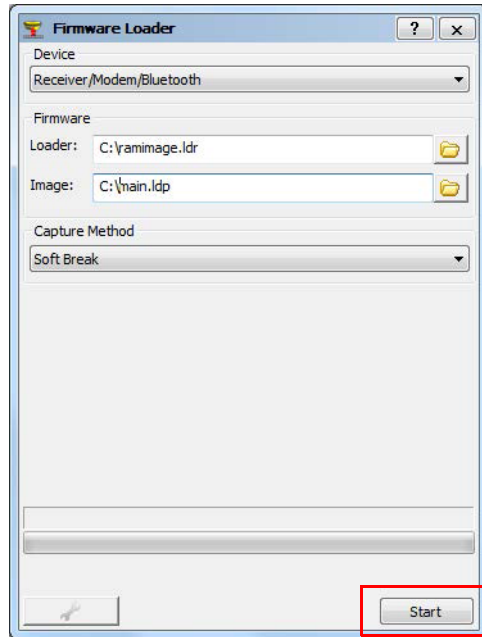 Firmware Loader ? x
Device
Receiver/Modem/Bluetooth
Firmware
Loader: C:\ramimage.ldr
Image: C:\main.ldp
Capture Method
Soft Break
Start